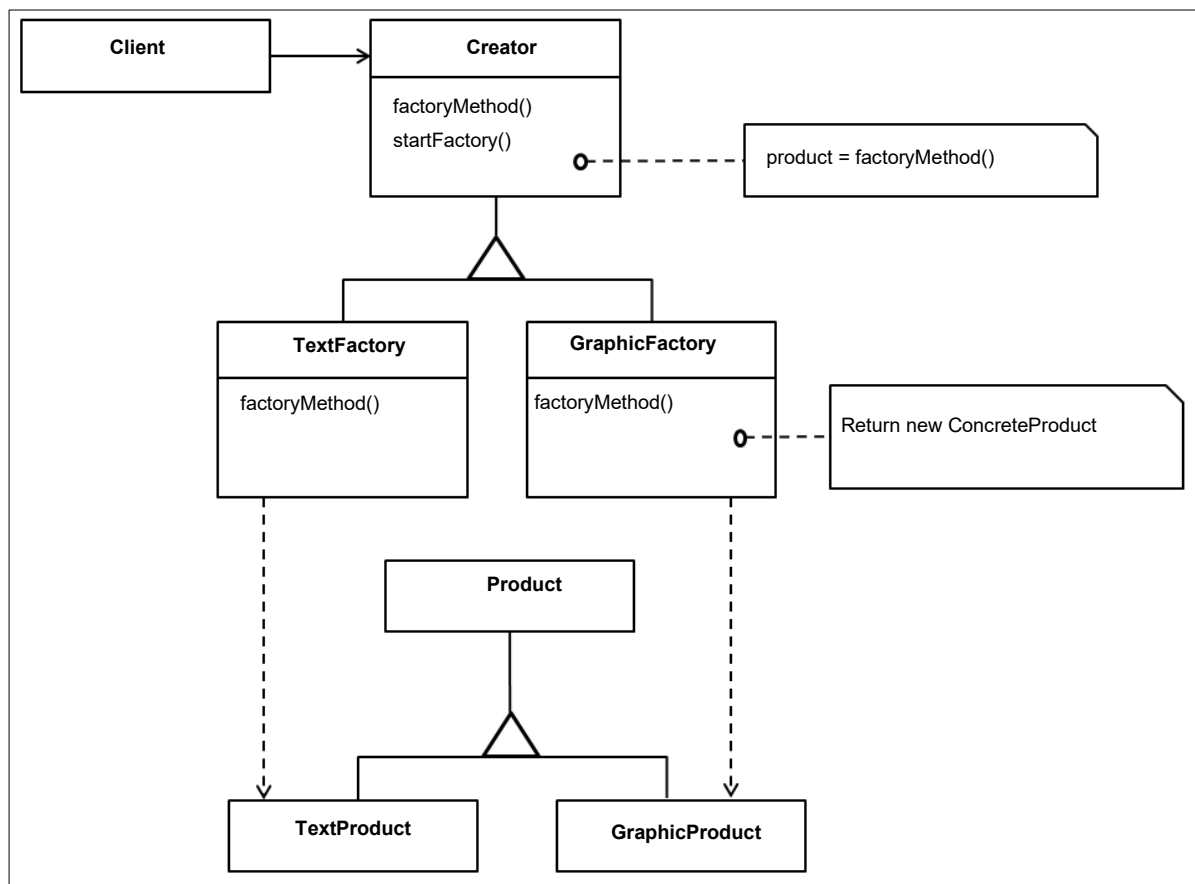 Client
Creator
factoryMethod()
startFactory()
product = factoryMethod()
TextFactory
GraphicFactory
factoryMethod()
factoryMethod()
Return new ConcreteProduct
Product
TextProduct
GraphicProduct